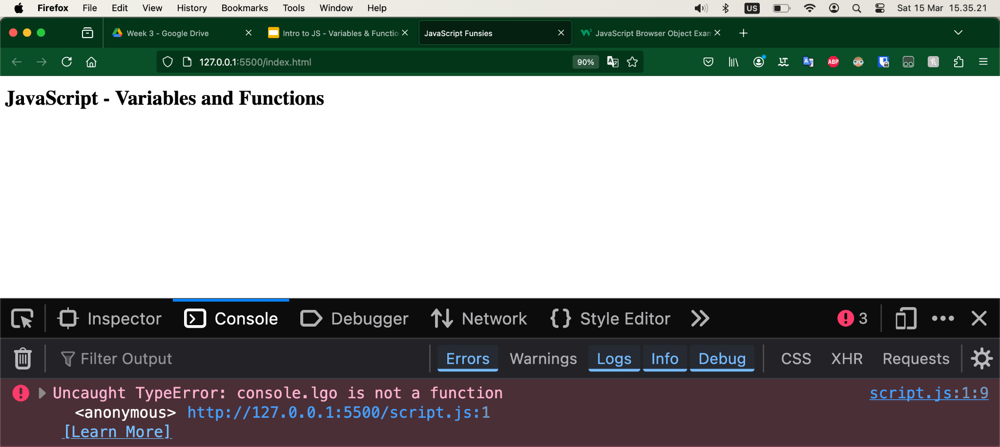 Firefox File Edit View History Bookmarks Tools Window Help US Sat 15 Mar 15.35.21
Week 3 - Google Drive Intro to JS - Variables & Functio JavaScript Funsies JavaScript Browser Object Exam
127.0.0.1:5500/index.html 90% LT ABP
JavaScript - Variables and Functions
Inspector Console Debugger Network Style Editor 3
Filter Output Errors Warnings Logs Info Debug CSS XHR Requests
Uncaught TypeError: console.lgo is not a function script.js:1:9
<anonymous> http://127.0.0.1:5500/script.js:1
[Learn More]